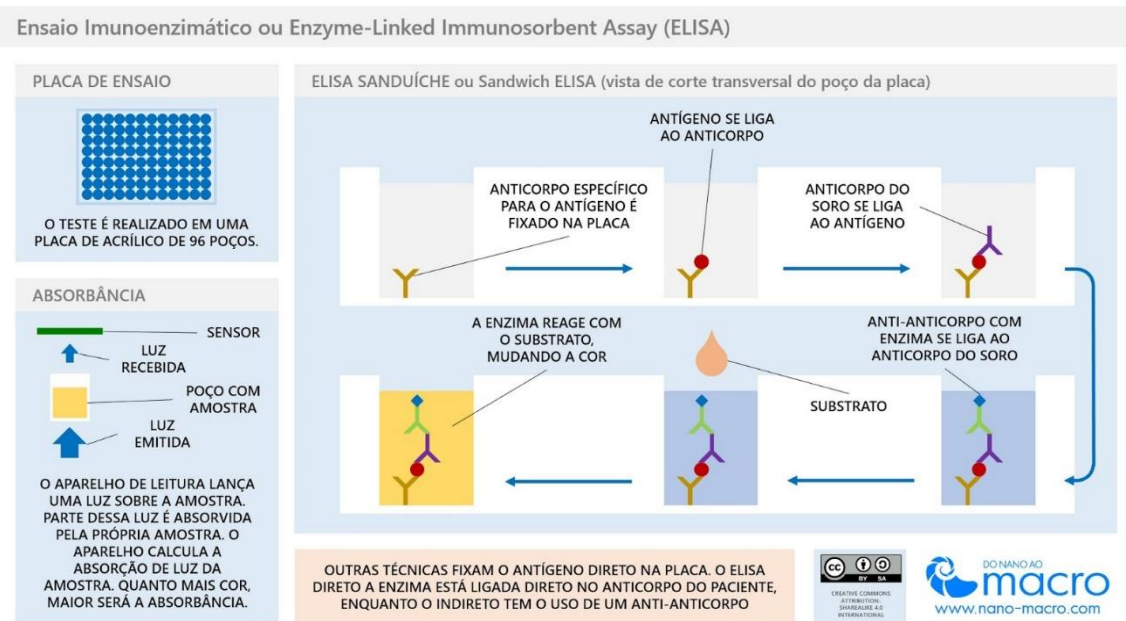 Ensaio Imunoenzimático ou Enzyme-Linked Immunosorbent Assay (ELISA)
PLACA DE ENSAIO
O TESTE É REALIZADO EM UMA
PLACA DE ACRÍLICO DE 96 POÇOS.
ABSORBÂNCIA
SENSOR
LUZ
RECEBIDA
POÇO COM
AMOSTRA
LUZ
EMITIDA
O APARELHO DE LEITURA LANÇA
UMA LUZ SOBRE A AMOSTRA.
PARTE DESSA LUZ É ABSORVIDA
PELA PRÓPRIA AMOSTRA. O
APARELHO CALCULA A
ABSORÇÃO DE LUZ DA
AMOSTRA. QUANTO MAIS COR,
MAIOR SERÁ A ABSORBÂNCIA.
ELISA SANDUÍCHE ou Sandwich ELISA (vista de corte transversal do poço da placa)
ANTICORPO ESPECÍFICO
PARA O ANTÍGENO É
FIXADO NA PLACA
ANTÍGENO SE LIGA
AO ANTICORPO
ANTICORPO DO
SORO SE LIGA
AO ANTÍGENO
ANTI-ANTICORPO COM
ENZIMA SE LIGA AO
ANTICORPO DO SORO
SUBSTRATO
A ENZIMA REAGE COM
O SUBSTRATO,
MUDANDO A COR
OUTRAS TÉCNICAS FIXAM O ANTÍGENO DIRETO NA PLACA. O ELISA
DIRETO A ENZIMA ESTÁ LIGADA DIRETO NO ANTICORPO DO PACIENTE,
ENQUANTO O INDIRETO TEM O USO DE UM ANTI-ANTICORPO
cc
BY SA
CREATIVE COMMONS
ATTRIBUTION-
SHAREALIKE 4.0
INTERNATIONAL
DO NANO AO
macro
www.nano-macro.com